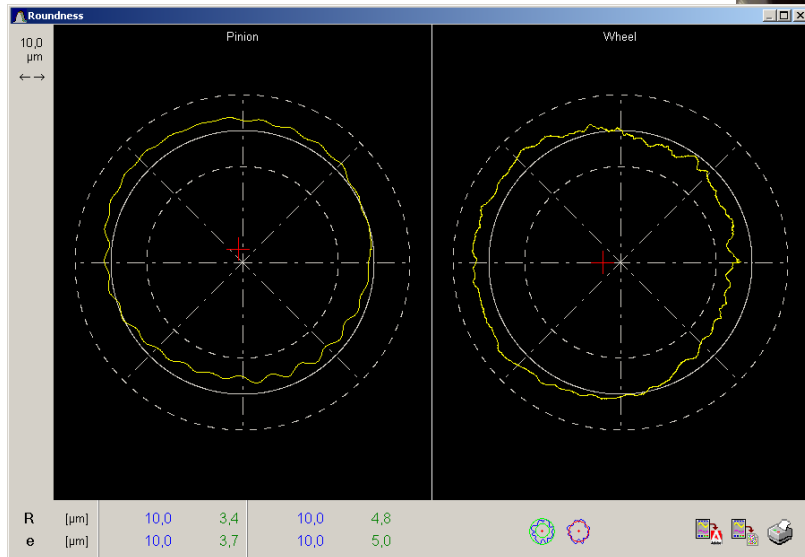 Roundness
10,0
µm
Pinion
Wheel
R [µm] 10,0 3,4 10,0 4,8
e [µm] 10,0 3,7 10,0 5,0